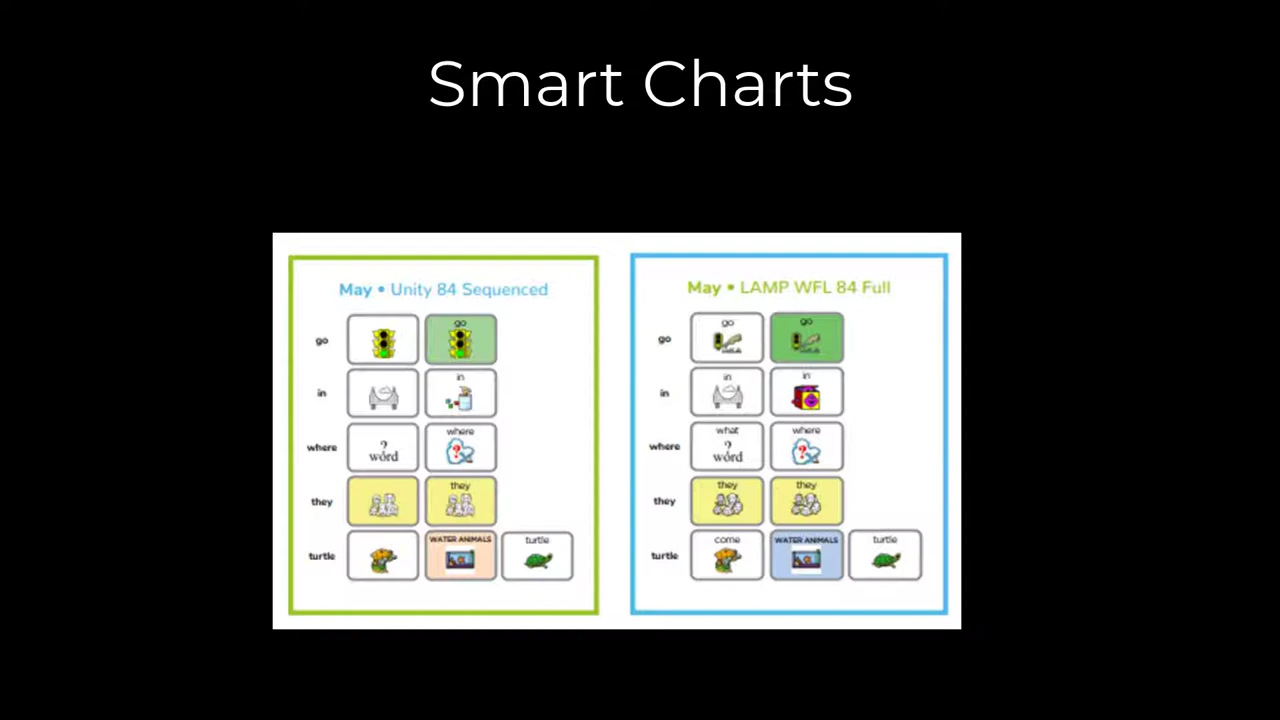 Smart Charts
May • Unity 84 Sequenced
go
go
in
in
where
? word
where
?
they
they
turtle
WATER ANIMALS
turtle
May • LAMP WFL 84 Full
go
go
go
in
in
in
where
what
? word
where
?
they
they
they
turtle
come
WATER ANIMALS
turtle